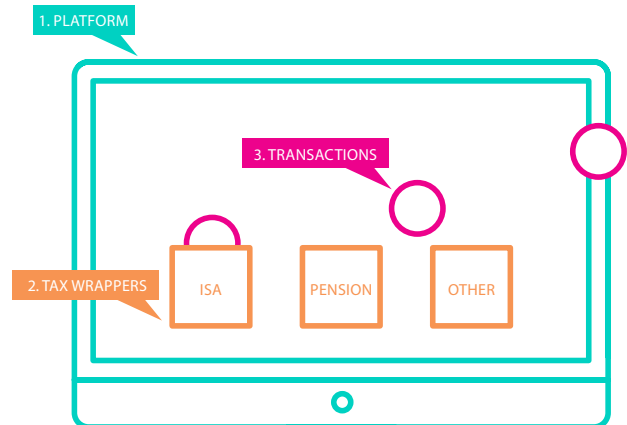 1. PLATFORM
3. TRANSACTIONS
2. TAX WRAPPERS
ISA
PENSION
OTHER